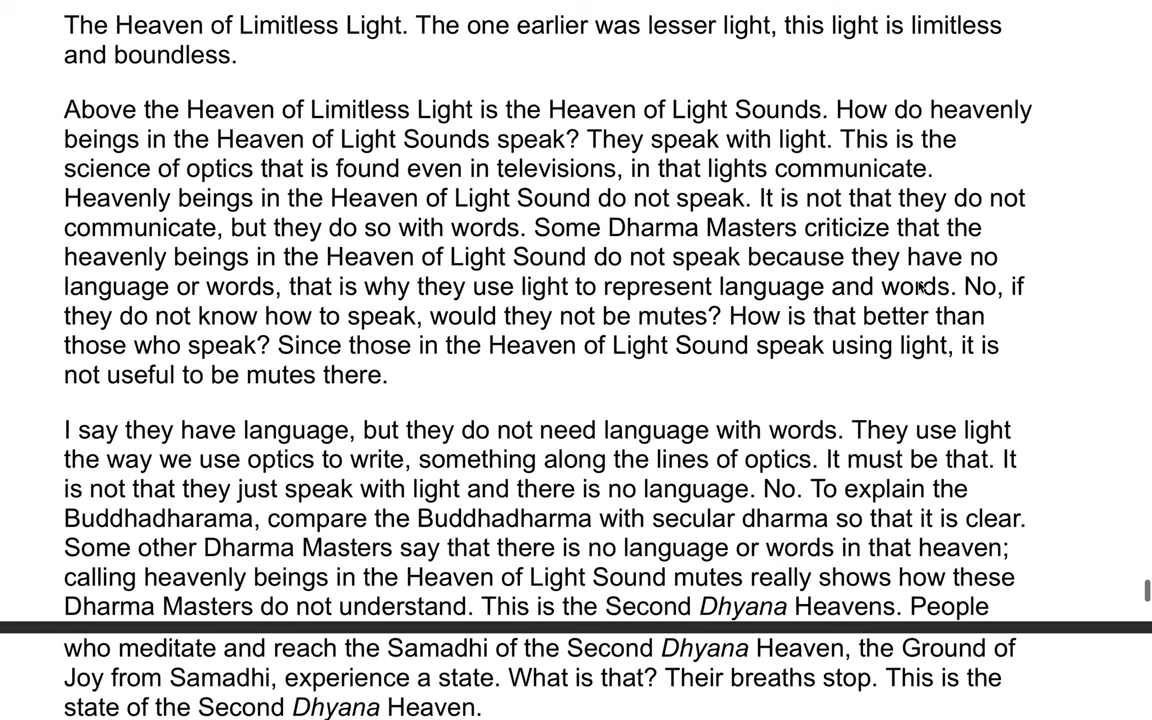 The Heaven of Limitless Light. The one earlier was lesser light, this light is limitless
and boundless.
Above the Heaven of Limitless Light is the Heaven of Light Sounds. How do heavenly
beings in the Heaven of Light Sounds speak? They speak with light. This is the
science of optics that is found even in televisions, in that lights communicate.
Heavenly beings in the Heaven of Light Sound do not speak. It is not that they do not
communicate, but they do so with words. Some Dharma Masters criticize that the
heavenly beings in the Heaven of Light Sound do not speak because they have no
language or words, that is why they use light to represent language and words. No, if
they do not know how to speak, would they not be mutes? How is that better than
those who speak? Since those in the Heaven of Light Sound speak using light, it is
not useful to be mutes there.
I say they have language, but they do not need language with words. They use light
the way we use optics to write, something along the lines of optics. It must be that. It
is not that they just speak with light and there is no language. No. To explain the
Buddhadharama, compare the Buddhadharma with secular dharma so that it is clear.
Some other Dharma Masters say that there is no language or words in that heaven;
calling heavenly beings in the Heaven of Light Sound mutes really shows how these
Dharma Masters do not understand. This is the Second Dhyana Heavens. People
who meditate and reach the Samadhi of the Second Dhyana Heaven, the Ground of
Joy from Samadhi, experience a state. What is that? Their breaths stop. This is the
state of the Second Dhyana Heaven.